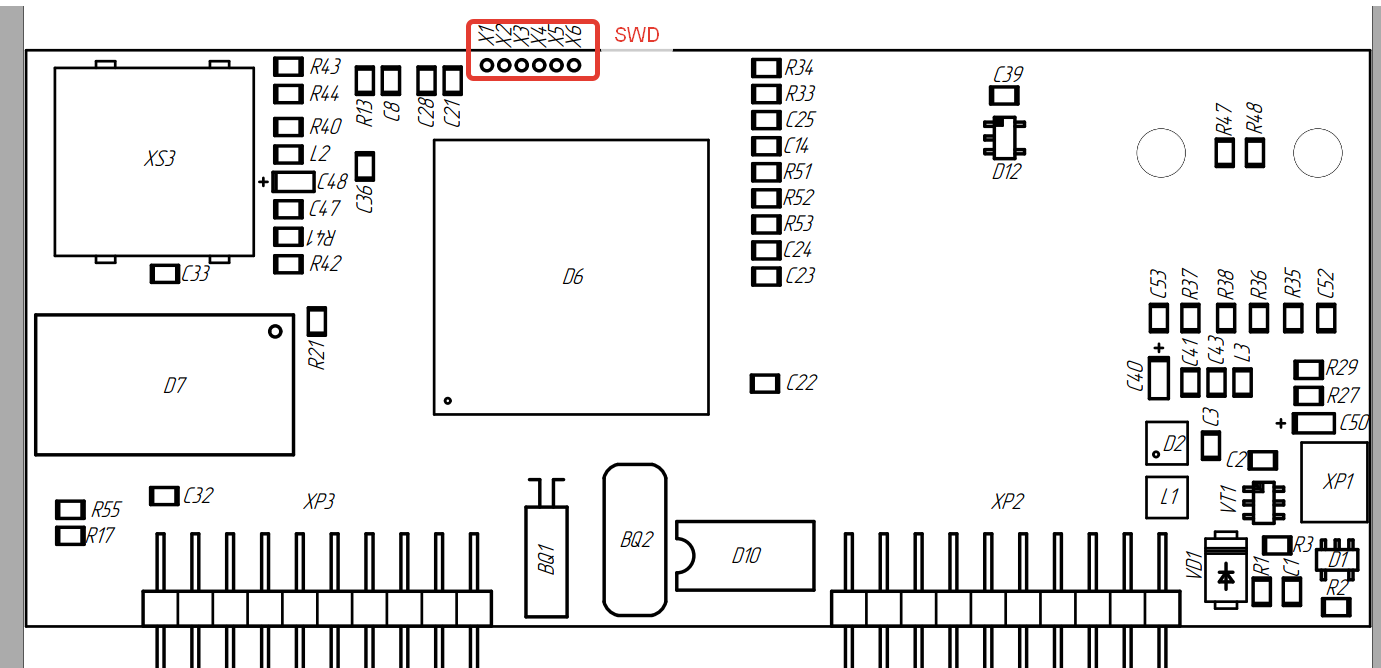 X1 X2 X3 X4 X5 X6 SWD
R43
R44
R40
L2
+ C48
C47
R41
R42
R13
C8
C28
C21
C36
XS3
C33
D7
R21
D6
R34
R33
C25
C14
R51
R52
R53
C24
C23
C22
C39
D12
R47
R48
C53
R37
R38
R36
R35
C52
+
C40
C41
C43
L3
R29
R27
+ C50
D2
C3
C2
XP1
L1
VT1
R55
R17
C32
XP3
BQ1
BQ2
D10
XP2
VD1
R3
D1
R1
C1
R2